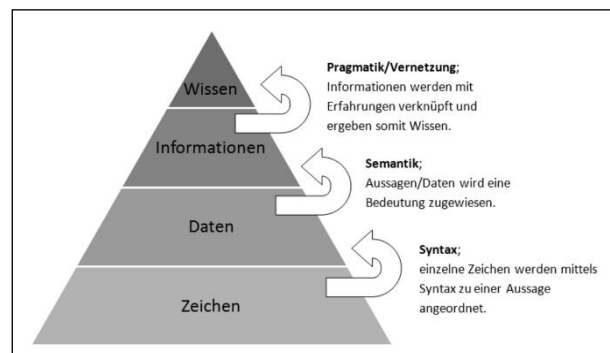 Wissen
Pragmatik/Vernetzung;
Informationen werden mit
Erfahrungen verknüpft und
ergeben somit Wissen.
Informationen
Semantik;
Aussagen/Daten wird eine
Bedeutung zugewiesen.
Daten
Syntax;
einzelne Zeichen werden mittels
Syntax zu einer Aussage
angeordnet.
Zeichen